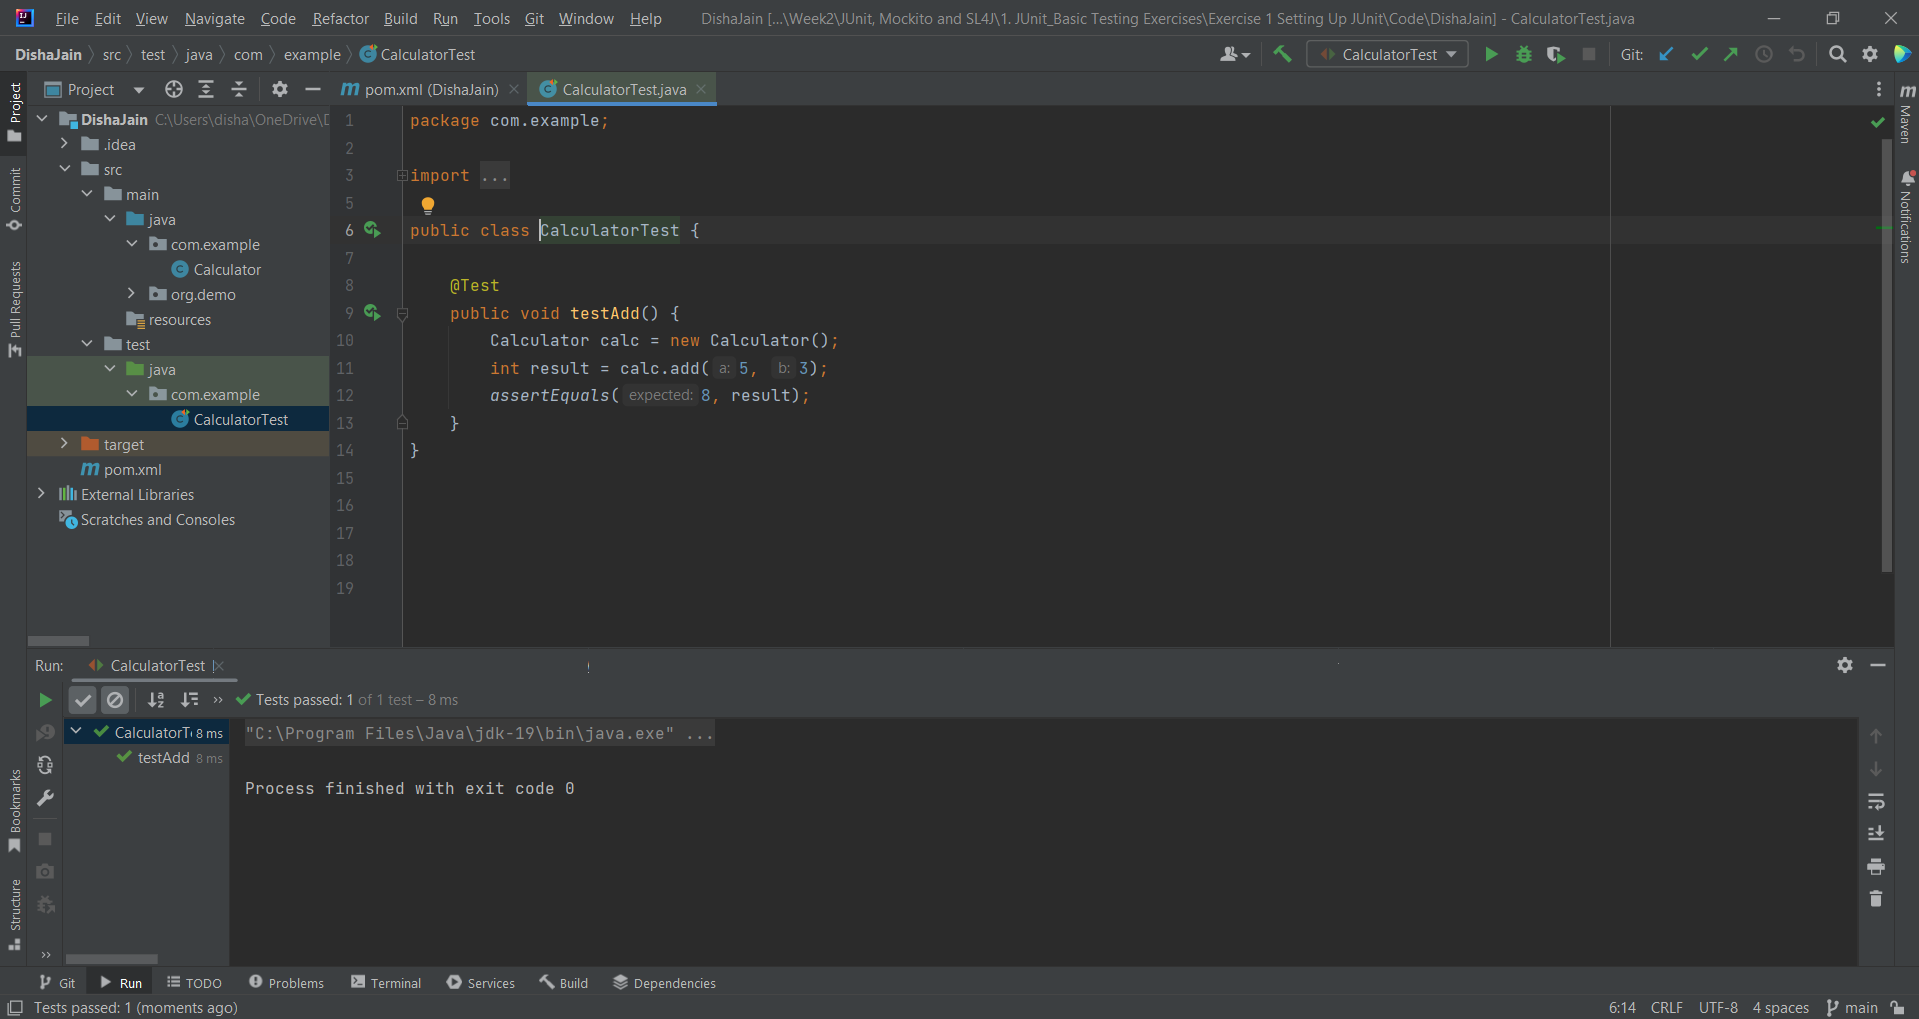 File Edit View Navigate Code Refactor Build Run Tools Git Window Help DishaJain [...\Week2\JUnit, Mockito and SL4J\1. JUnit_Basic Testing Exercises\Exercise 1 Setting Up JUnit\Code\DishaJain] - CalculatorTest.java
DishaJain src test java com example CalculatorTest CalculatorTest Git:
Project pom.xml (DishaJain) CalculatorTest.java
Project
Commit
Pull Requests
Bookmarks
Structure
DishaJain C:\Users\disha\OneDrive\D
.idea
src
main
java
com.example
Calculator
org.demo
resources
test
java
com.example
CalculatorTest
target
pom.xml
External Libraries
Scratches and Consoles
1 package com.example;
2
3 import ...
5
6 public class CalculatorTest {
7
8 @Test
9 public void testAdd() {
10 Calculator calc = new Calculator();
11 int result = calc.add( a: 5, b: 3);
12 assertEquals( expected: 8, result);
13 }
14 }
15
16
17
18
19
Maven
Notifications
Run: CalculatorTest
Tests passed: 1 of 1 test – 8 ms
CalculatorT 8 ms
testAdd 8 ms
"C:\Program Files\Java\jdk-19\bin\java.exe" ...
Process finished with exit code 0
Git Run TODO Problems Terminal Services Build Dependencies
Tests passed: 1 (moments ago) 6:14 CRLF UTF-8 4 spaces main